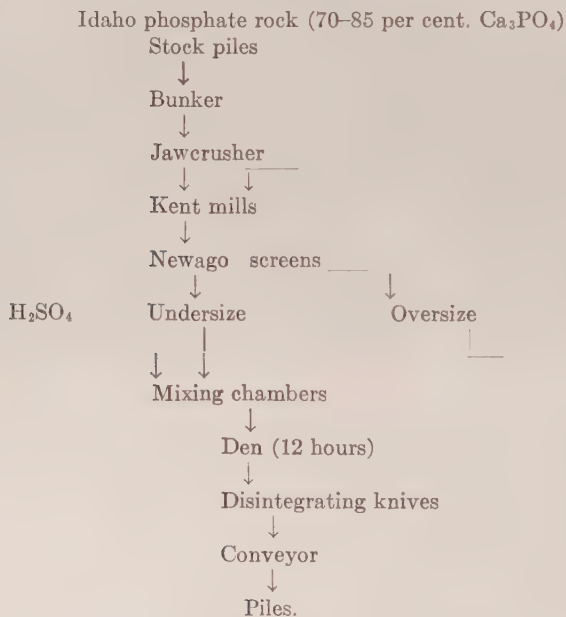 Idaho phosphate rock (70–85 per cent. Ca₃PO₄)
Stock piles
Bunker
Jawcrusher
Kent mills
Newago screens
H₂SO₄ Undersize Oversize
Mixing chambers
Den (12 hours)
Disintegrating knives
Conveyor
Piles.